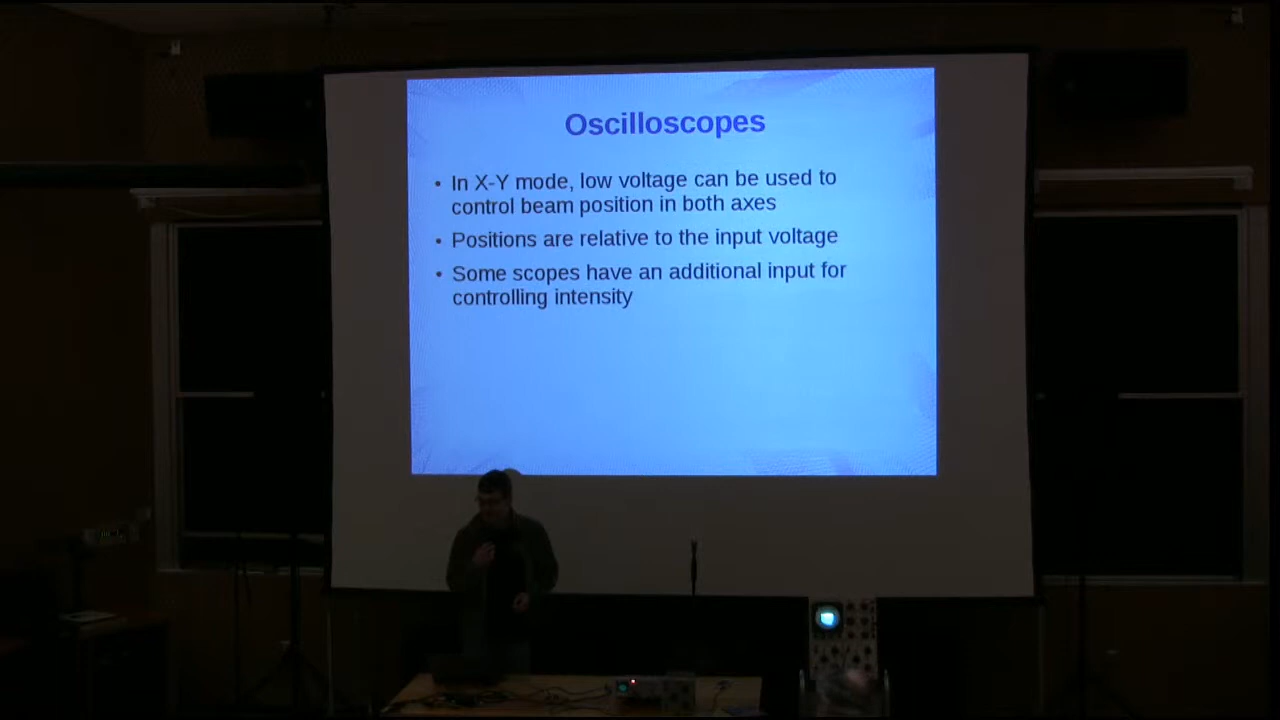 Oscilloscopes
• In X-Y mode, low voltage can be used to
control beam position in both axes
• Positions are relative to the input voltage
• Some scopes have an additional input for
controlling intensity